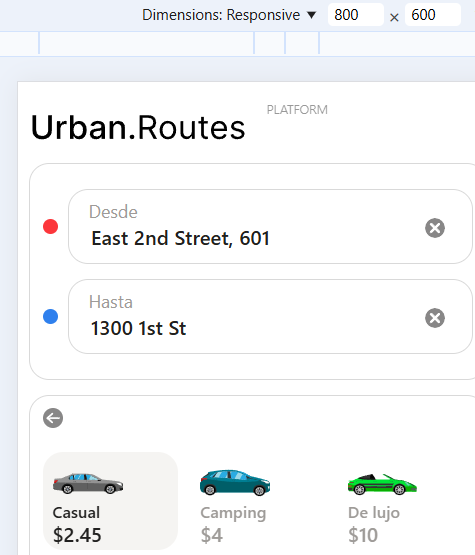 Dimensions: Responsive ▼ 800 × 600
Urban.Routes PLATFORM
Desde
East 2nd Street, 601
Hasta
1300 1st St
Casual Camping De lujo
$2.45 $4 $10